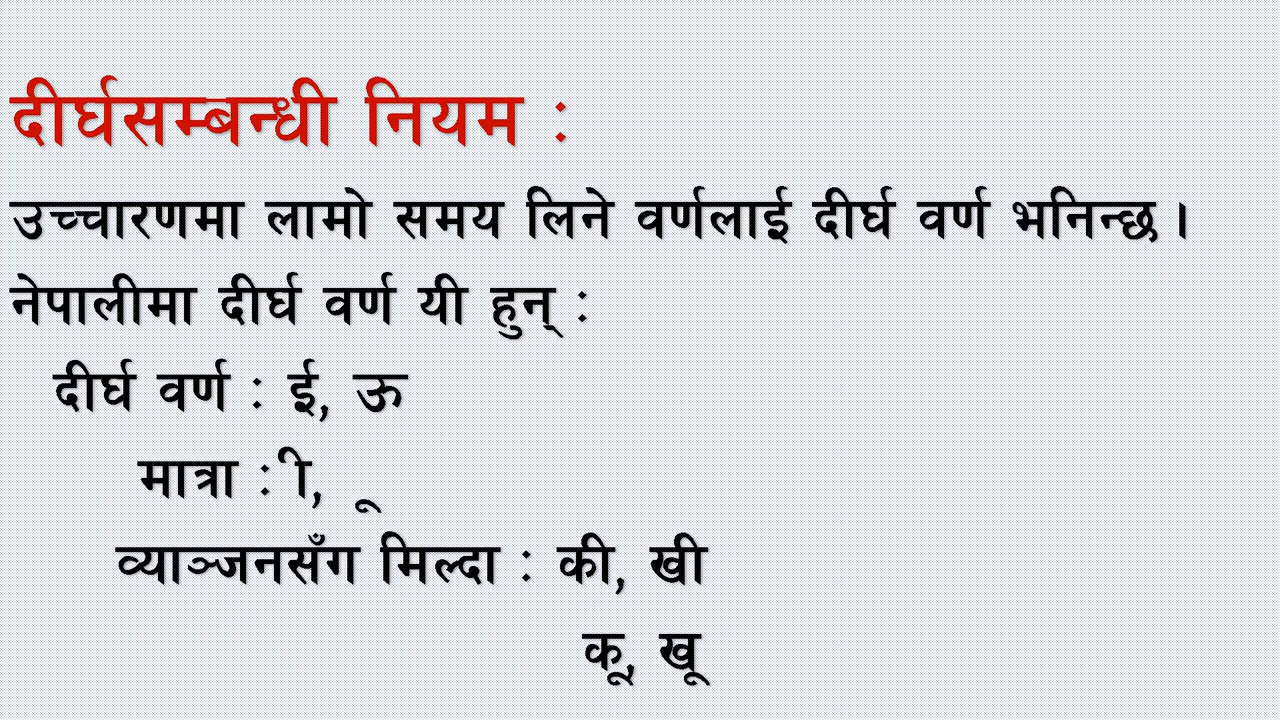 दीर्घसम्बन्धी नियम :
उच्चारणमा लामो समय लिने वर्णलाई दीर्घ वर्ण भनिन्छ ।
नेपालीमा दीर्घ वर्ण यी हुन् :
दीर्घ वर्ण : ई, ऊ
मात्रा : ी, ू
व्याञ्जनसँग मिल्दा : की, खी
कू, खू